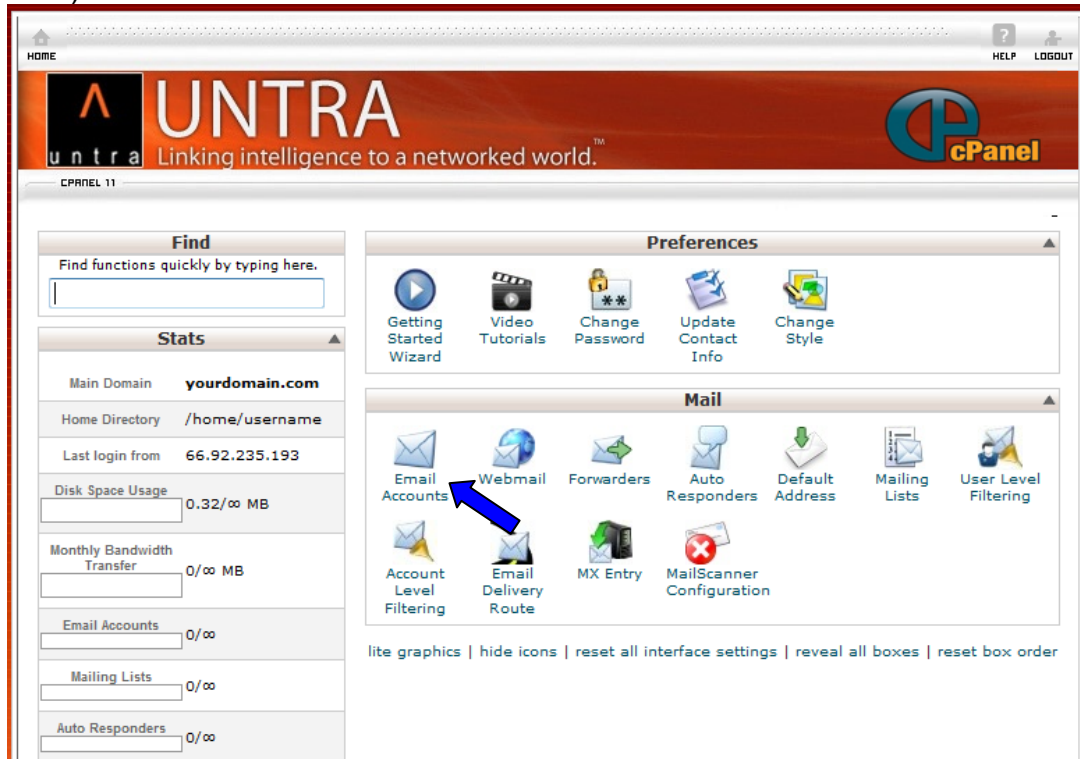 HOME
HELP LOGOUT
UNTRA
untra Linking intelligence to a networked world.™
cPanel
CPANEL 11
-
Find
Find functions quickly by typing here.
Stats
Main Domain yourdomain.com
Home Directory /home/username
Last login from 66.92.235.193
Disk Space Usage
0.32/∞ MB
Monthly Bandwidth
Transfer
0/∞ MB
Email Accounts
0/∞
Mailing Lists
0/∞
Auto Responders
0/∞
Preferences
Getting Video Change Update Change
Started Tutorials Password Contact Style
Wizard Info
Mail
Email Webmail Forwarders Auto Default Mailing User Level
Accounts Responders Address Lists Filtering
Account Email MX Entry MailScanner
Level Delivery Configuration
Filtering Route
lite graphics | hide icons | reset all interface settings | reveal all boxes | reset box order